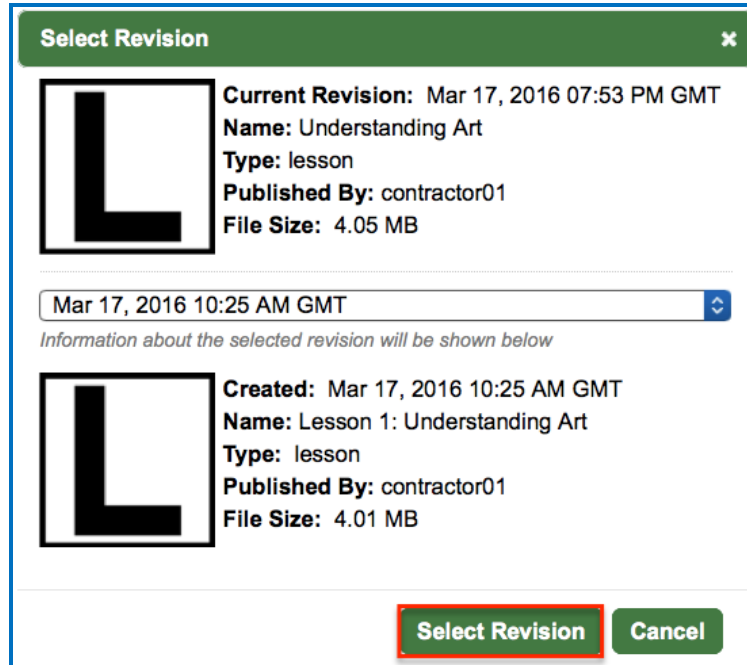 Select Revision
Current Revision: Mar 17, 2016 07:53 PM GMT
Name: Understanding Art
Type: lesson
Published By: contractor01
File Size: 4.05 MB
L
Mar 17, 2016 10:25 AM GMT
Information about the selected revision will be shown below
Created: Mar 17, 2016 10:25 AM GMT
Name: Lesson 1: Understanding Art
Type: lesson
Published By: contractor01
File Size: 4.01 MB
L
Select Revision
Cancel